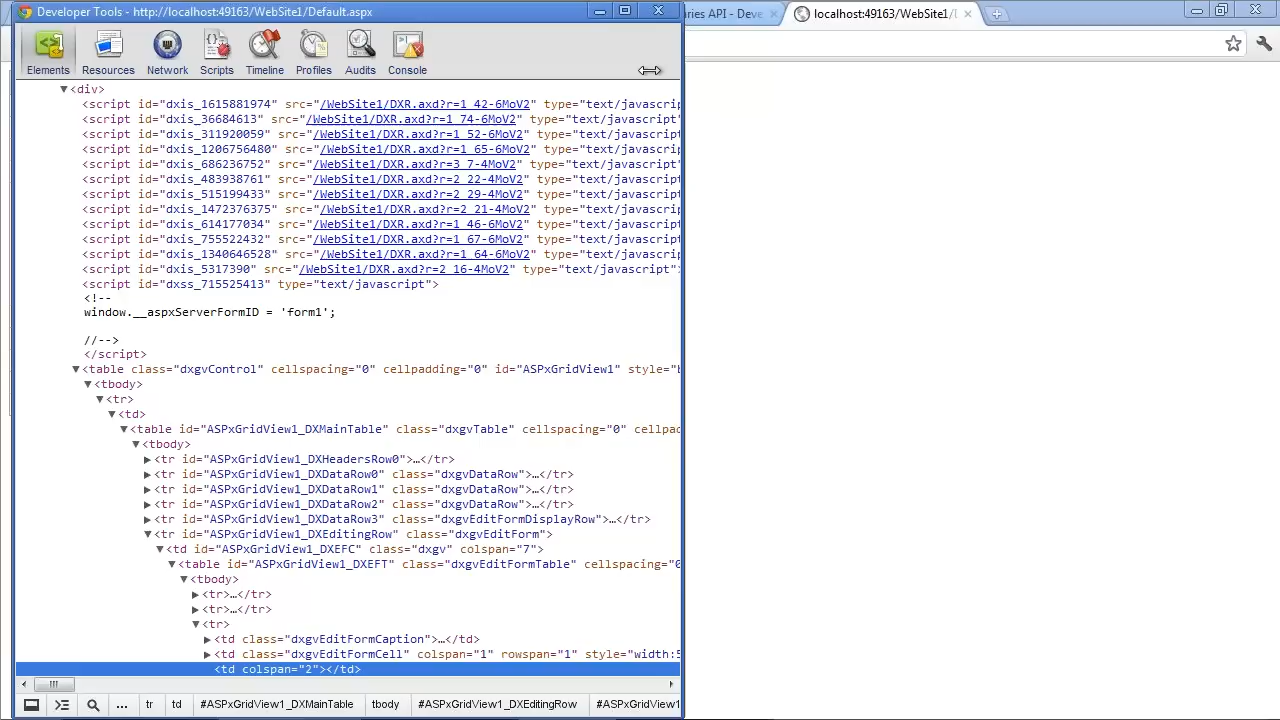 Developer Tools - http://localhost:49163/WebSite1/Default.aspx
ries API - Deve
localhost:49163/WebSite1/
Elements Resources Network Scripts Timeline Profiles Audits Console
<div>
<script id="dxis_1615881974" src="/WebSite1/DXR.axd?r=1_42-6MoV2" type="text/javascrip
<script id="dxis_36684613" src="/WebSite1/DXR.axd?r=1_74-6MoV2" type="text/javascript"
<script id="dxis_311920059" src="/WebSite1/DXR.axd?r=1_52-6MoV2" type="text/javascript
<script id="dxis_1206756480" src="/WebSite1/DXR.axd?r=1_65-6MoV2" type="text/javascrip
<script id="dxis_686236752" src="/WebSite1/DXR.axd?r=3_7-4MoV2" type="text/javascript
<script id="dxis_483938761" src="/WebSite1/DXR.axd?r=2_22-4MoV2" type="text/javascript
<script id="dxis_515199433" src="/WebSite1/DXR.axd?r=2_29-4MoV2" type="text/javascript
<script id="dxis_1472376375" src="/WebSite1/DXR.axd?r=2_21-4MoV2" type="text/javascrip
<script id="dxis_614177034" src="/WebSite1/DXR.axd?r=1_46-6MoV2" type="text/javascript
<script id="dxis_755522432" src="/WebSite1/DXR.axd?r=1_67-6MoV2" type="text/javascript
<script id="dxis_1340646528" src="/WebSite1/DXR.axd?r=1_64-6MoV2" type="text/javascrip
<script id="dxis_5317390" src="/WebSite1/DXR.axd?r=2_16-4MoV2" type="text/javascript">
<script id="dxss_715525413" type="text/javascript">
<!--
window.__aspxServerFormID = 'form1';
//-->
</script>
<table class="dxgvControl" cellspacing="0" cellpadding="0" id="ASPxGridView1" style="b
<tbody>
<tr>
<td>
<table id="ASPxGridView1_DXMainTable" class="dxgvTable" cellspacing="0" cellpad
<tbody>
<tr id="ASPxGridView1_DXHeadersRow0">…</tr>
<tr id="ASPxGridView1_DXDataRow0" class="dxgvDataRow">…</tr>
<tr id="ASPxGridView1_DXDataRow1" class="dxgvDataRow">…</tr>
<tr id="ASPxGridView1_DXDataRow2" class="dxgvDataRow">…</tr>
<tr id="ASPxGridView1_DXDataRow3" class="dxgvEditFormDisplayRow">…</tr>
<tr id="ASPxGridView1_DXEditingRow" class="dxgvEditForm">
<td id="ASPxGridView1_DXEFC" class="dxgv" colspan="7">
<table id="ASPxGridView1_DXEFT" class="dxgvEditFormTable" cellspacing="0
<tbody>
<tr>…</tr>
<tr>…</tr>
<tr>
<td class="dxgvEditFormCaption">…</td>
<td class="dxgvEditFormCell" colspan="1" rowspan="1" style="width:5
<td colspan="2"></td>
... tr td #ASPxGridView1_DXMainTable tbody #ASPxGridView1_DXEditingRow #ASPxGridView1